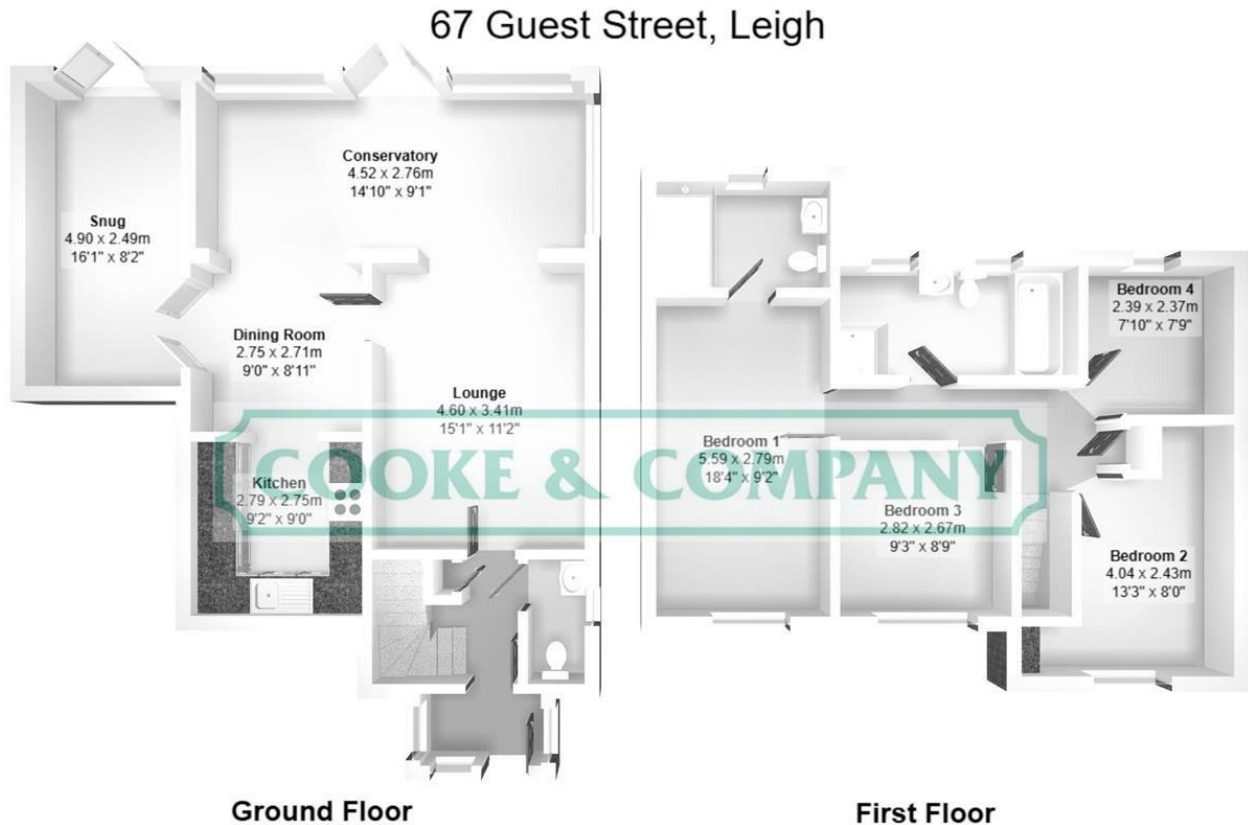 67 Guest Street, Leigh
Conservatory
4.52 x 2.76m
14'10" x 9'1"
Snug
4.90 x 2.49m
16'1" x 8'2"
Dining Room
2.75 x 2.71m
9'0" x 8'11"
Lounge
4.60 x 3.41m
15'1" x 11'2"
Kitchen
2.79 x 2.75m
9'2" x 9'0"
Bedroom 4
2.39 x 2.37m
7'10" x 7'9"
Bedroom 1
5.59 x 2.79m
18'4" x 9'2"
Bedroom 3
2.82 x 2.67m
9'3" x 8'9"
Bedroom 2
4.04 x 2.43m
13'3" x 8'0"
COOKE & COMPANY
Ground Floor
First Floor